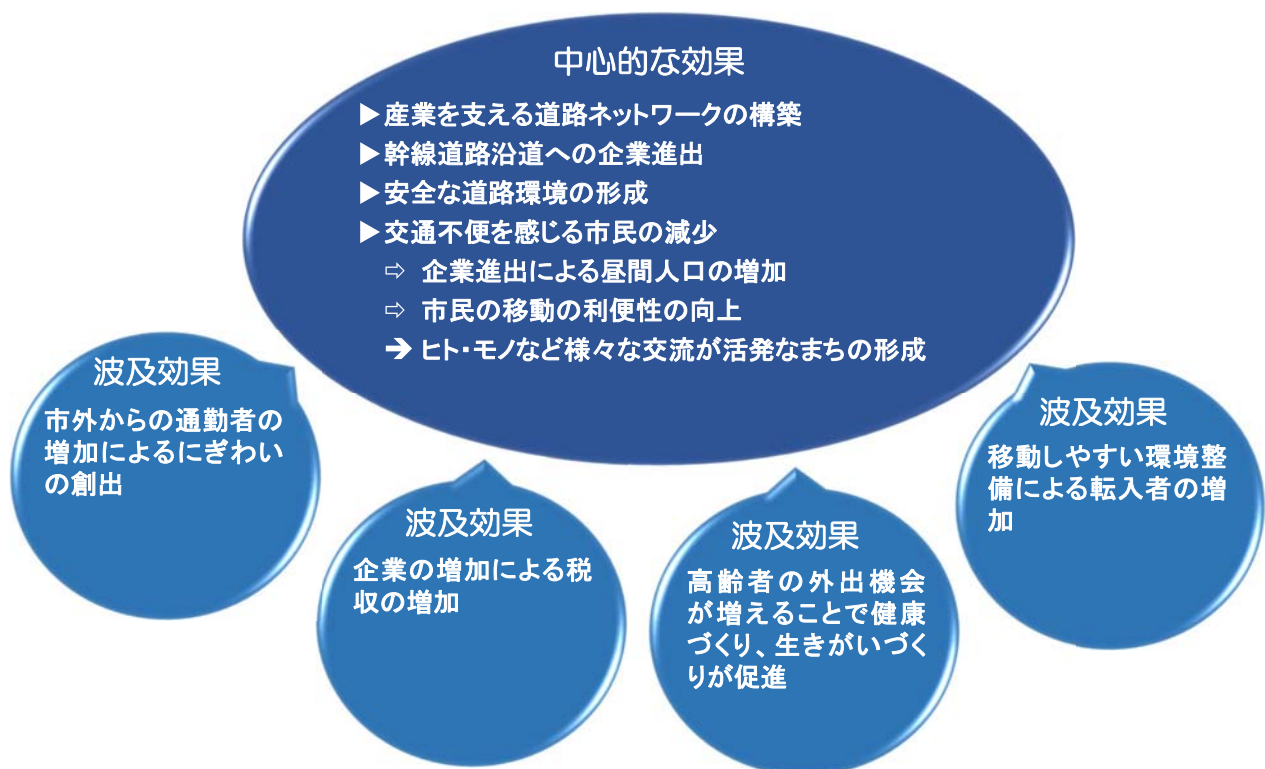 中心的な効果
▶産業を支える道路ネットワークの構築
▶幹線道路沿道への企業進出
▶安全な道路環境の形成
▶交通不便を感じる市民の減少
⇨ 企業進出による昼間人口の増加
⇨ 市民の移動の利便性の向上
➔ ヒト・モノなど様々な交流が活発なまちの形成
波及効果
市外からの通勤者の
増加によるにぎわい
の創出
波及効果
企業の増加による税
収の増加
波及効果
高齢者の外出機会
が増えることで健康
づくり、生きがいづく
りが促進
波及効果
移動しやすい環境整
備による転入者の増
加